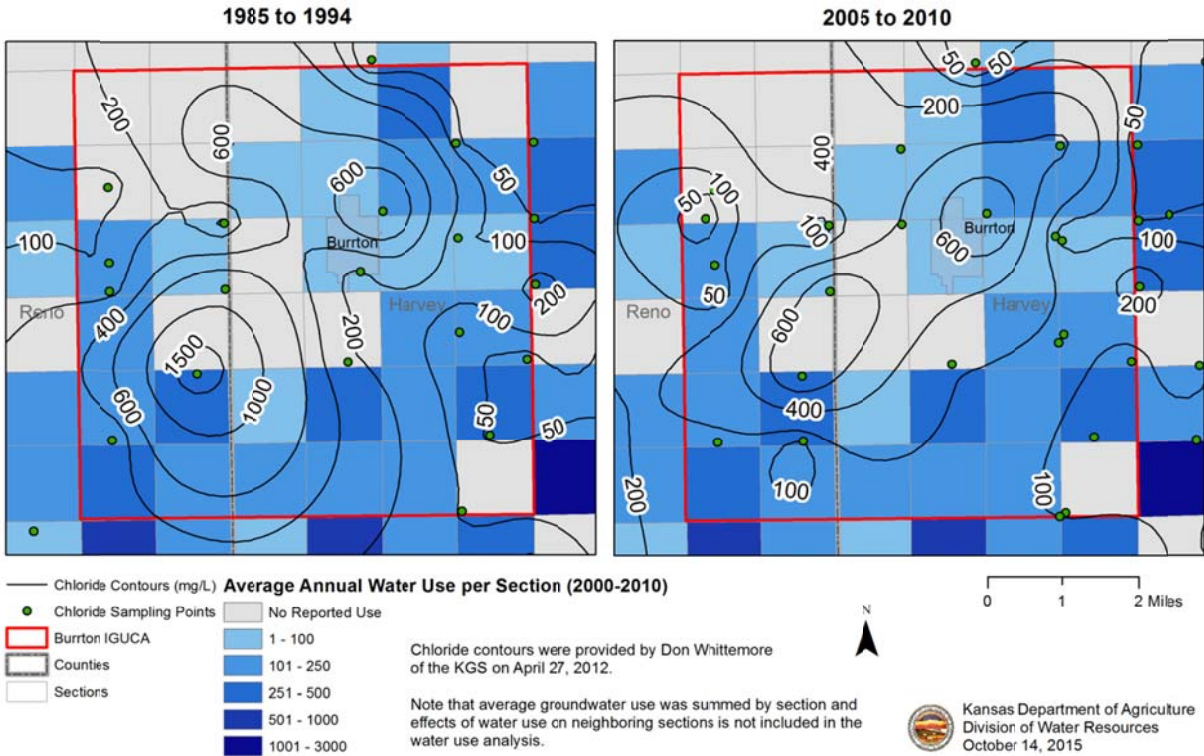 1985 to 1994
2005 to 2010
200
600
600
50
100
Burrton
100
Reno
400
Harvey
200
100
200
1500
1000
600
50
50
50
50
200
50
400
100
50
100
600
Burrton
100
50
Reno
Harvey
200
600
400
100
200
100
Chloride Contours (mg/L)
Chloride Sampling Points
Burrton IGUCA
Counties
Sections
Average Annual Water Use per Section (2000-2010)
No Reported Use
1 - 100
101 - 250
251 - 500
501 - 1000
1001 - 3000
Chloride contours were provided by Don Whittemore
of the KGS on April 27, 2012.
Note that average groundwater use was summed by section and
effects of water use on neighboring sections is not included in the
water use analysis.
N
0 1 2 Miles
Kansas Department of Agriculture
Division of Water Resources
October 14, 2015